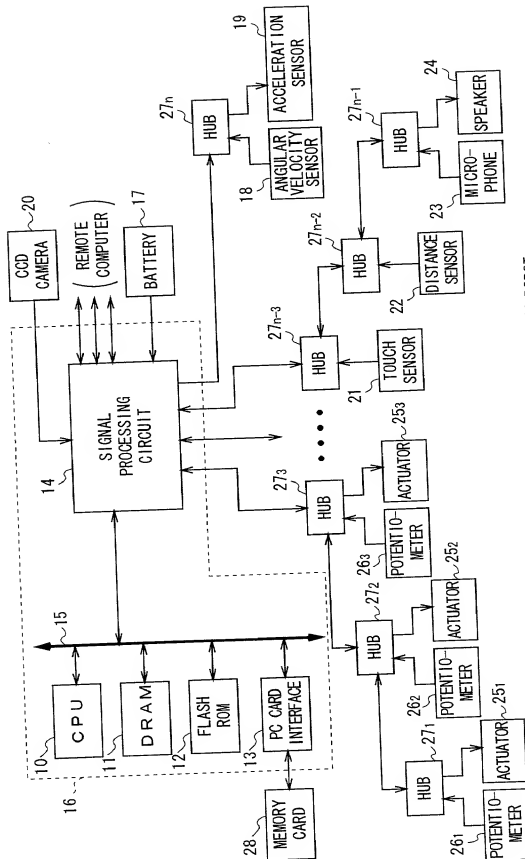 20
CCD
CAMERA
(REMOTE
COMPUTER)
17
BATTERY
14
SIGNAL
PROCESSING
CIRCUIT
15
10
CPU
11
DRAM
12
FLASH
ROM
13
PC CARD
INTERFACE
16
28
MEMORY
CARD
27n
HUB
18
ANGULAR
VELOCITY
SENSOR
19
ACCELERATION
SENSOR
27n-1
HUB
23
MICRO-
PHONE
24
SPEAKER
27n-2
HUB
22
DISTANCE
SENSOR
27n-3
HUB
21
TOUCH
SENSOR
273
HUB
263
POTENTIO-
METER
253
ACTUATOR
272
HUB
262
POTENTIO-
METER
252
ACTUATOR
271
HUB
261
POTENTIO-
METER
251
ACTUATOR